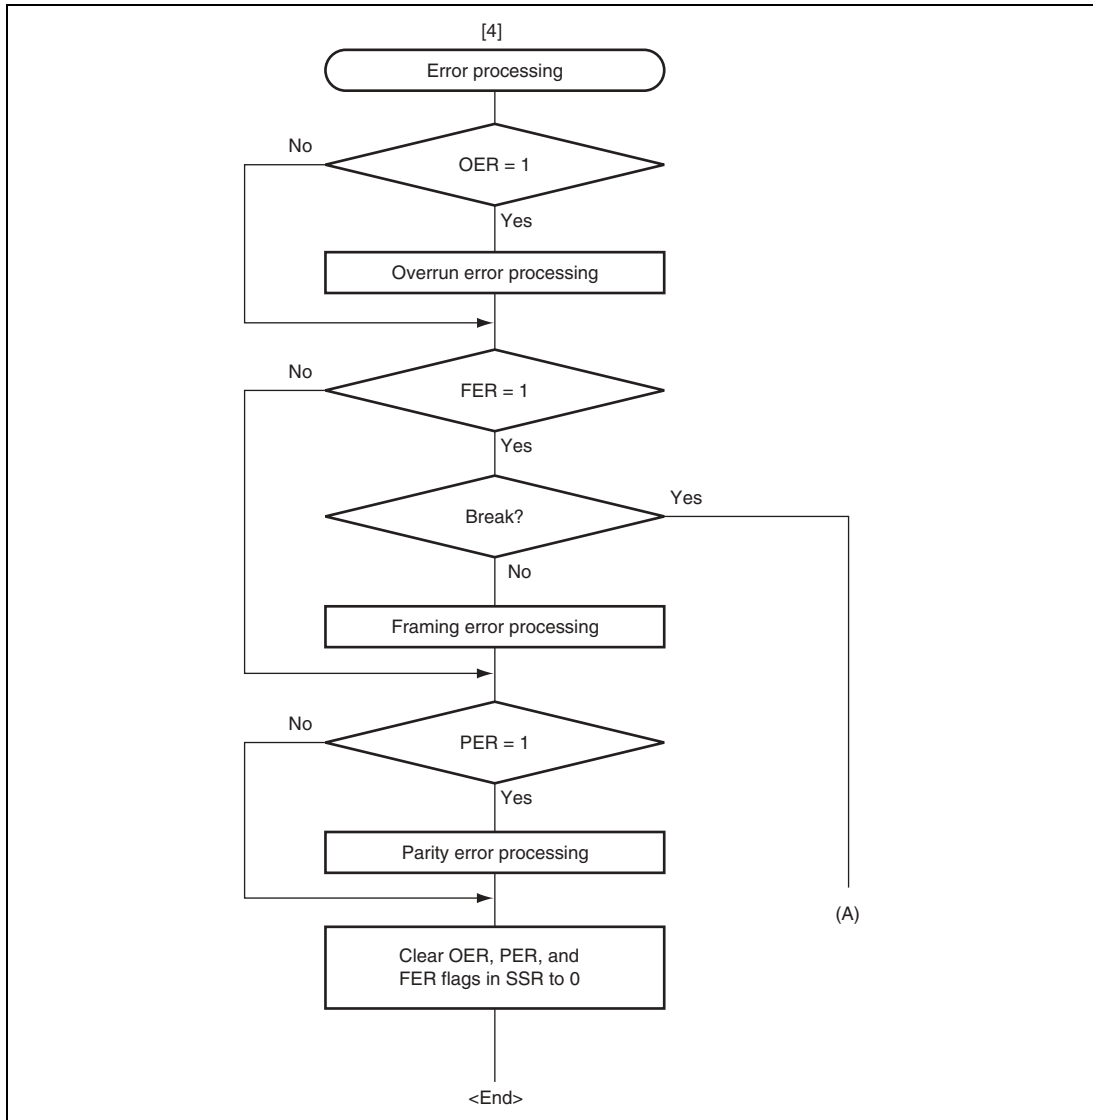 [4]
Error processing
No
OER = 1
Yes
Overrun error processing
No
FER = 1
Yes
Break?
Yes
No
Framing error processing
No
PER = 1
Yes
Parity error processing
(A)
Clear OER, PER, and
FER flags in SSR to 0
<End>